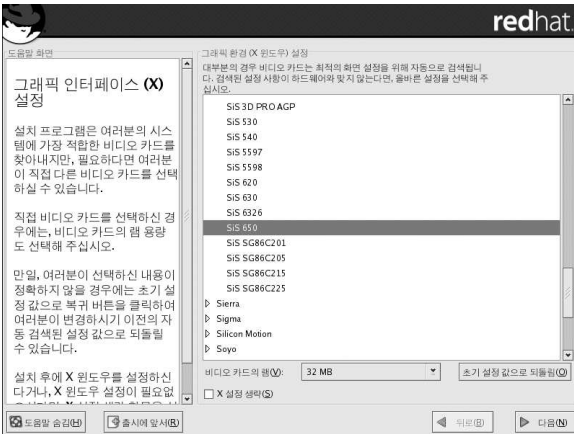 redhat.
도움말 화면
그래픽 인터페이스 (X)
설정
설치 프로그램은 여러분의 시스
템에 가장 적합한 비디오 카드를
찾아내지만, 필요하다면 여러분
이 직접 다른 비디오 카드를 선택
하실 수 있습니다.
직접 비디오 카드를 선택하신 경
우에는, 비디오 카드의 램 용량
도 선택해 주십시오.
만일, 여러분이 선택하신 내용이
정확하지 않을 경우에는 초기 설
정 값으로 복귀 버튼을 클릭하여
여러분이 변경하시기 이전의 자
동 검색된 설정 값으로 되돌릴
수 있습니다.
설치 후에 X 윈도우를 설정하신
다거나, X 윈도우 설정이 필요없
그래픽 환경 (X 윈도우) 설정
대부분의 경우 비디오 카드는 최적의 화면 설정을 위해 자동으로 검색됩니
다. 검색된 설정 사항이 하드웨어와 맞지 않는다면, 올바른 설정을 선택해 주
십시오.
SiS 3D PRO AGP
SiS 530
SiS 540
SiS 5597
SiS 5598
SiS 620
SiS 630
SiS 6326
SiS 650
SiS SG86C201
SiS SG86C205
SiS SG86C215
SiS SG86C225
Sierra
Sigma
Silicon Motion
Soyo
비디오 카드의 램(V): 32 MB 초기 설정 값으로 되돌림(O)
X 설정 생략(S)
도움말 숨김(H) 출시에 앞서(R) 뒤로(B) 다음(N)